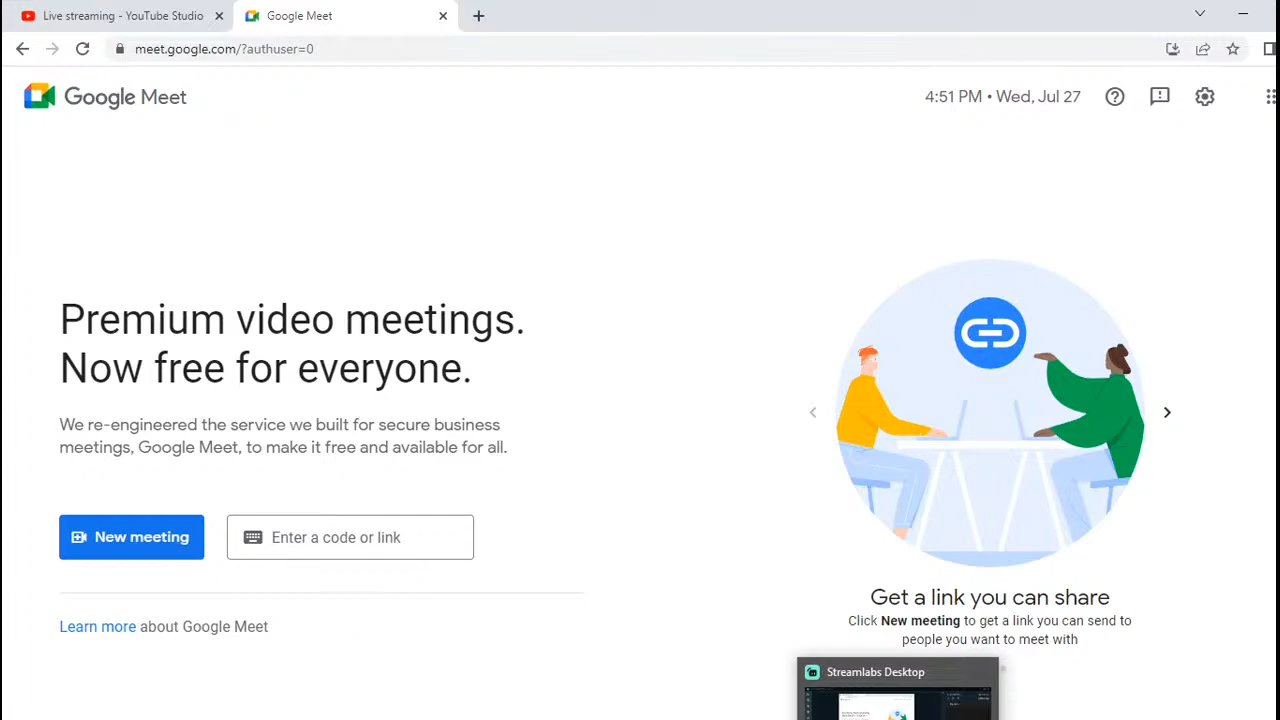 Live streaming - YouTube Studio
Google Meet
meet.google.com/?authuser=0
Google Meet
4:51 PM • Wed, Jul 27
Premium video meetings.
Now free for everyone.
We re-engineered the service we built for secure business
meetings, Google Meet, to make it free and available for all.
New meeting
Enter a code or link
Learn more about Google Meet
Get a link you can share
Click New meeting to get a link you can send to
people you want to meet with
Streamlabs Desktop